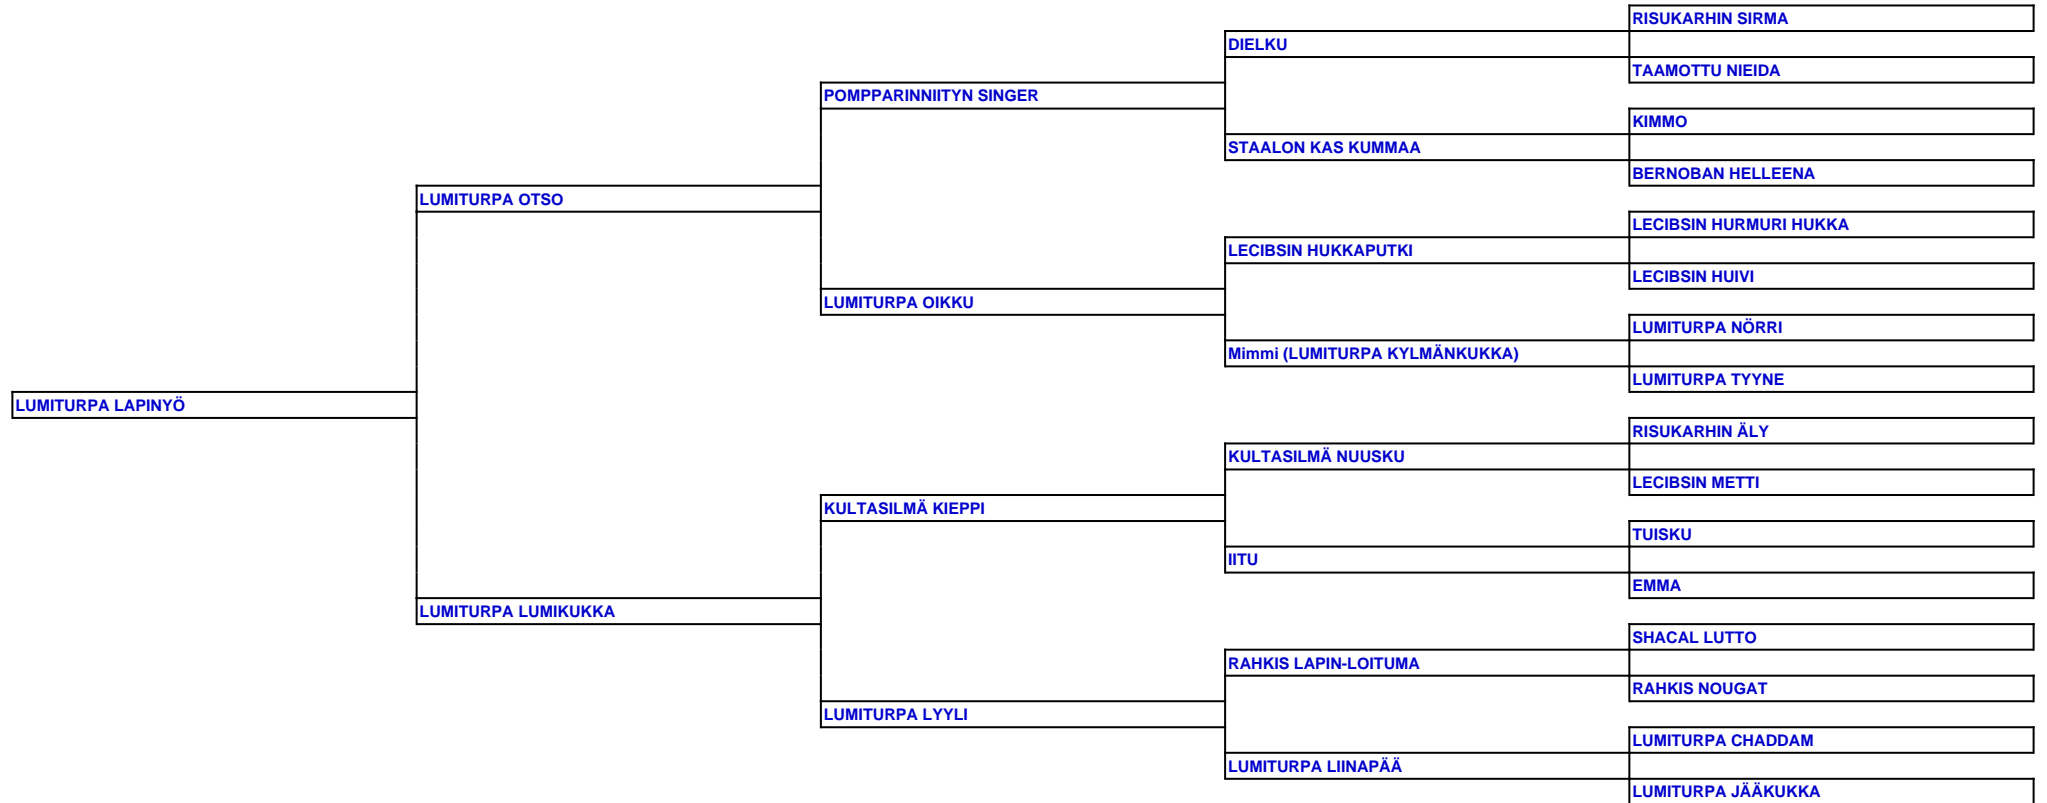 RISUKARHIN SIRMA
DIELKU
TAAMOTTU NIEIDA
POMPPARINNIITYN SINGER
KIMMO
STAALON KAS KUMMAA
BERNOBAN HELLEENA
LUMITURPA OTSO
LECIBSIN HURMURI HUKKA
LECIBSIN HUKKAPUTKI
LECIBSIN HUIVI
LUMITURPA OIKKU
LUMITURPA NÖRRI
Mimmi (LUMITURPA KYLMÄNKUKKA)
LUMITURPA TYYNE
LUMITURPA LAPINYÖ
RISUKARHIN ÄLY
KULTASILMÄ NUUSKU
LECIBSIN METTI
KULTASILMÄ KIEPPI
TUISKU
IITU
EMMA
LUMITURPA LUMIKUKKA
SHACAL LUTTO
RAHKIS LAPIN-LOITUMA
RAHKIS NOUGAT
LUMITURPA LYYLI
LUMITURPA CHADDAM
LUMITURPA LIINAPÄÄ
LUMITURPA JÄÄKUKKA